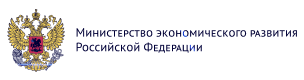 Министерство экономического развития
Российской Федерации